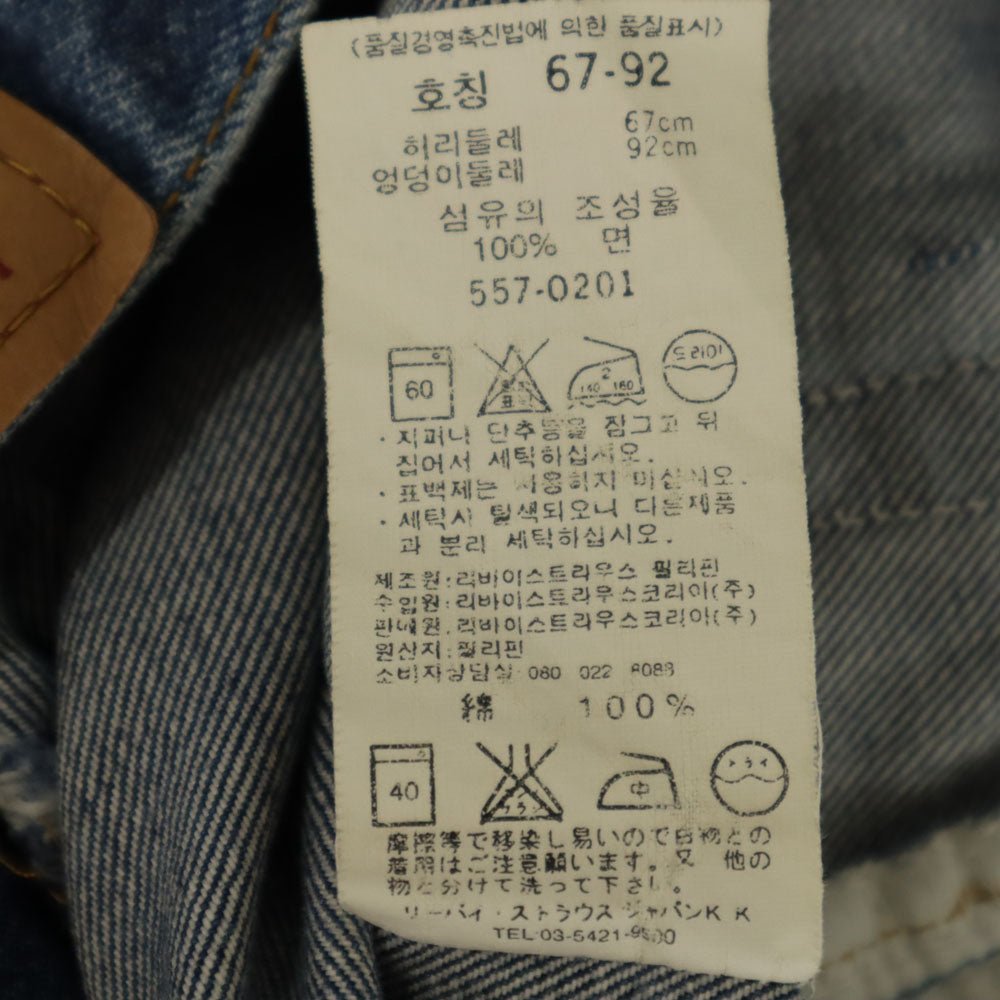 (품질경영촉진법에 의한 품질표시)
호칭 67-92
허리둘레 67cm
엉덩이둘레 92cm
섬유의 조성율
100% 면
557-0201
60
2
140 160
드라이
· 지퍼나 단추등을 잠그고 뒤
집어서 세탁하십시오.
· 표백제는 사용하지 마십시오.
· 세탁시 탈색되오니 다른제품
과 분리 세탁하십시오.
제조원:리바이스트라우스 필리핀
수입원:리바이스트라우스코리아(주)
판매원:리바이스트라우스코리아(주)
원산지:필리핀
소비자상담실 080 022 8088
綿 100%
40
中
摩擦等で移染し易いので白物との
着用はご注意願います。又 他の
物と分けて洗って下さい。
リーバイ・ストラウス ジャパンK K
TEL 03-5421-